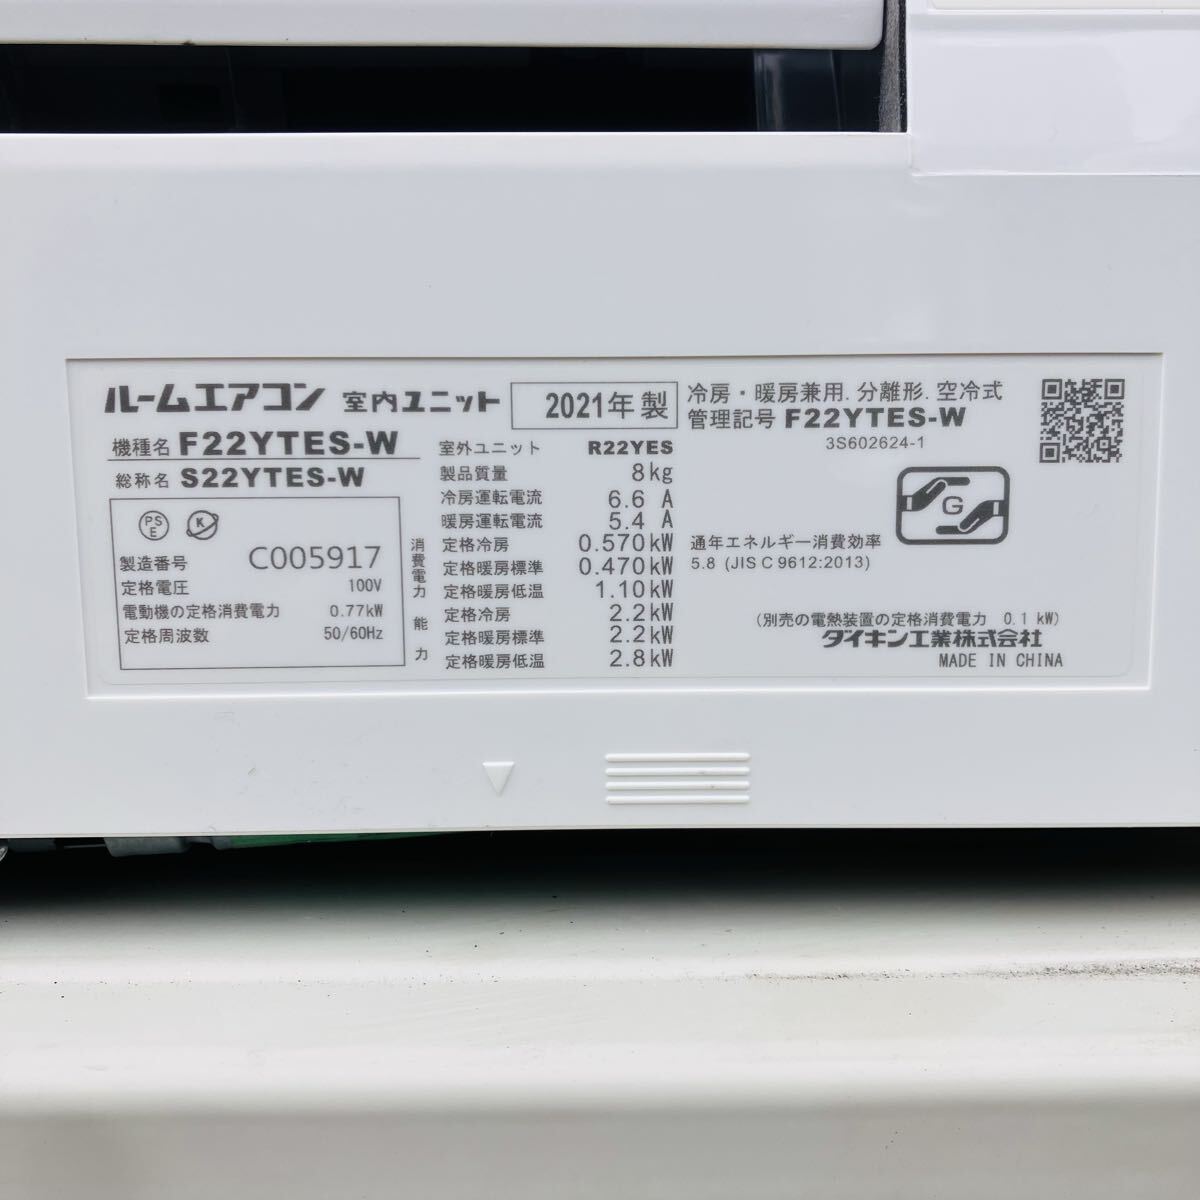 ルームエアコン 室内ユニット 2021年 製
機種名 F22YTES-W
総称名 S22YTES-W
PS
E
K
製造番号 C005917
定格電圧 100V
電動機の定格消費電力 0.77kW
定格周波数 50/60Hz
室外ユニット R22YES
製品質量 8kg
冷房運転電流 6.6 A
暖房運転電流 5.4 A
消費電力
定格冷房 0.570kW
定格暖房標準 0.470kW
定格暖房低温 1.10kW
能力
定格冷房 2.2kW
定格暖房標準 2.2kW
定格暖房低温 2.8kW
冷房・暖房兼用. 分離形. 空冷式
管理記号 F22YTES-W
3S602624-1
G
通年エネルギー消費効率
5.8 (JIS C 9612:2013)
(別売の電熱装置の定格消費電力 0.1 kW)
ダイキン工業株式会社
MADE IN CHINA